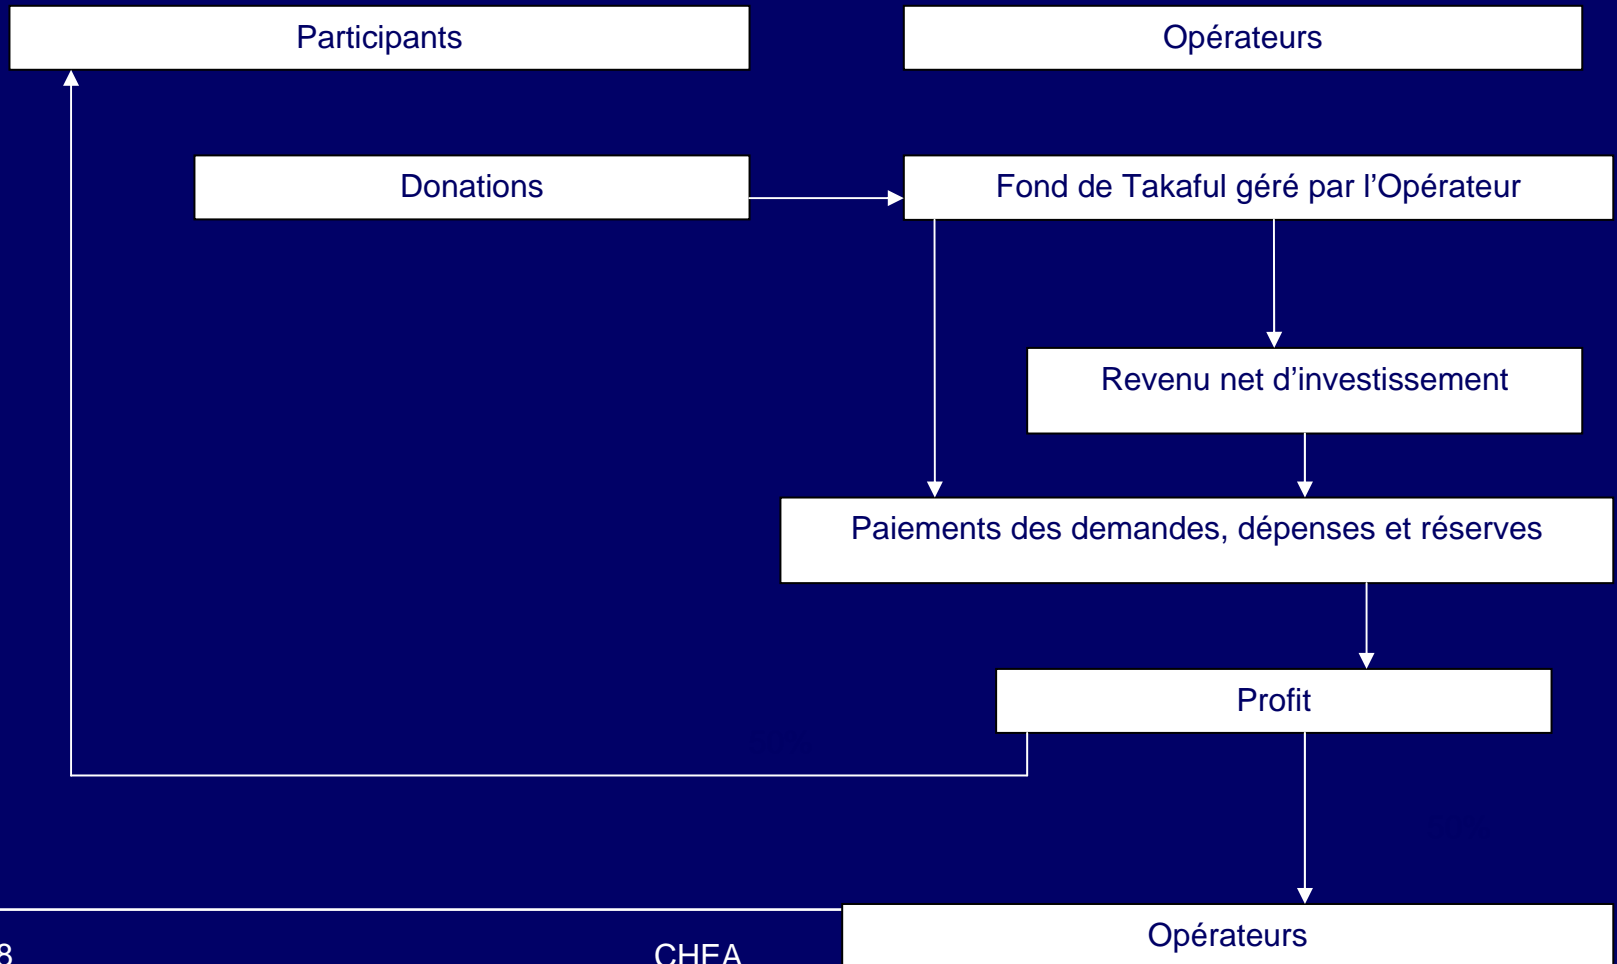 Participants
Opérateurs
Donations
Fond de Takaful géré par l’Opérateur
Revenu net d’investissement
Paiements des demandes, dépenses et réserves
Profit
Opérateurs
8
CHEA